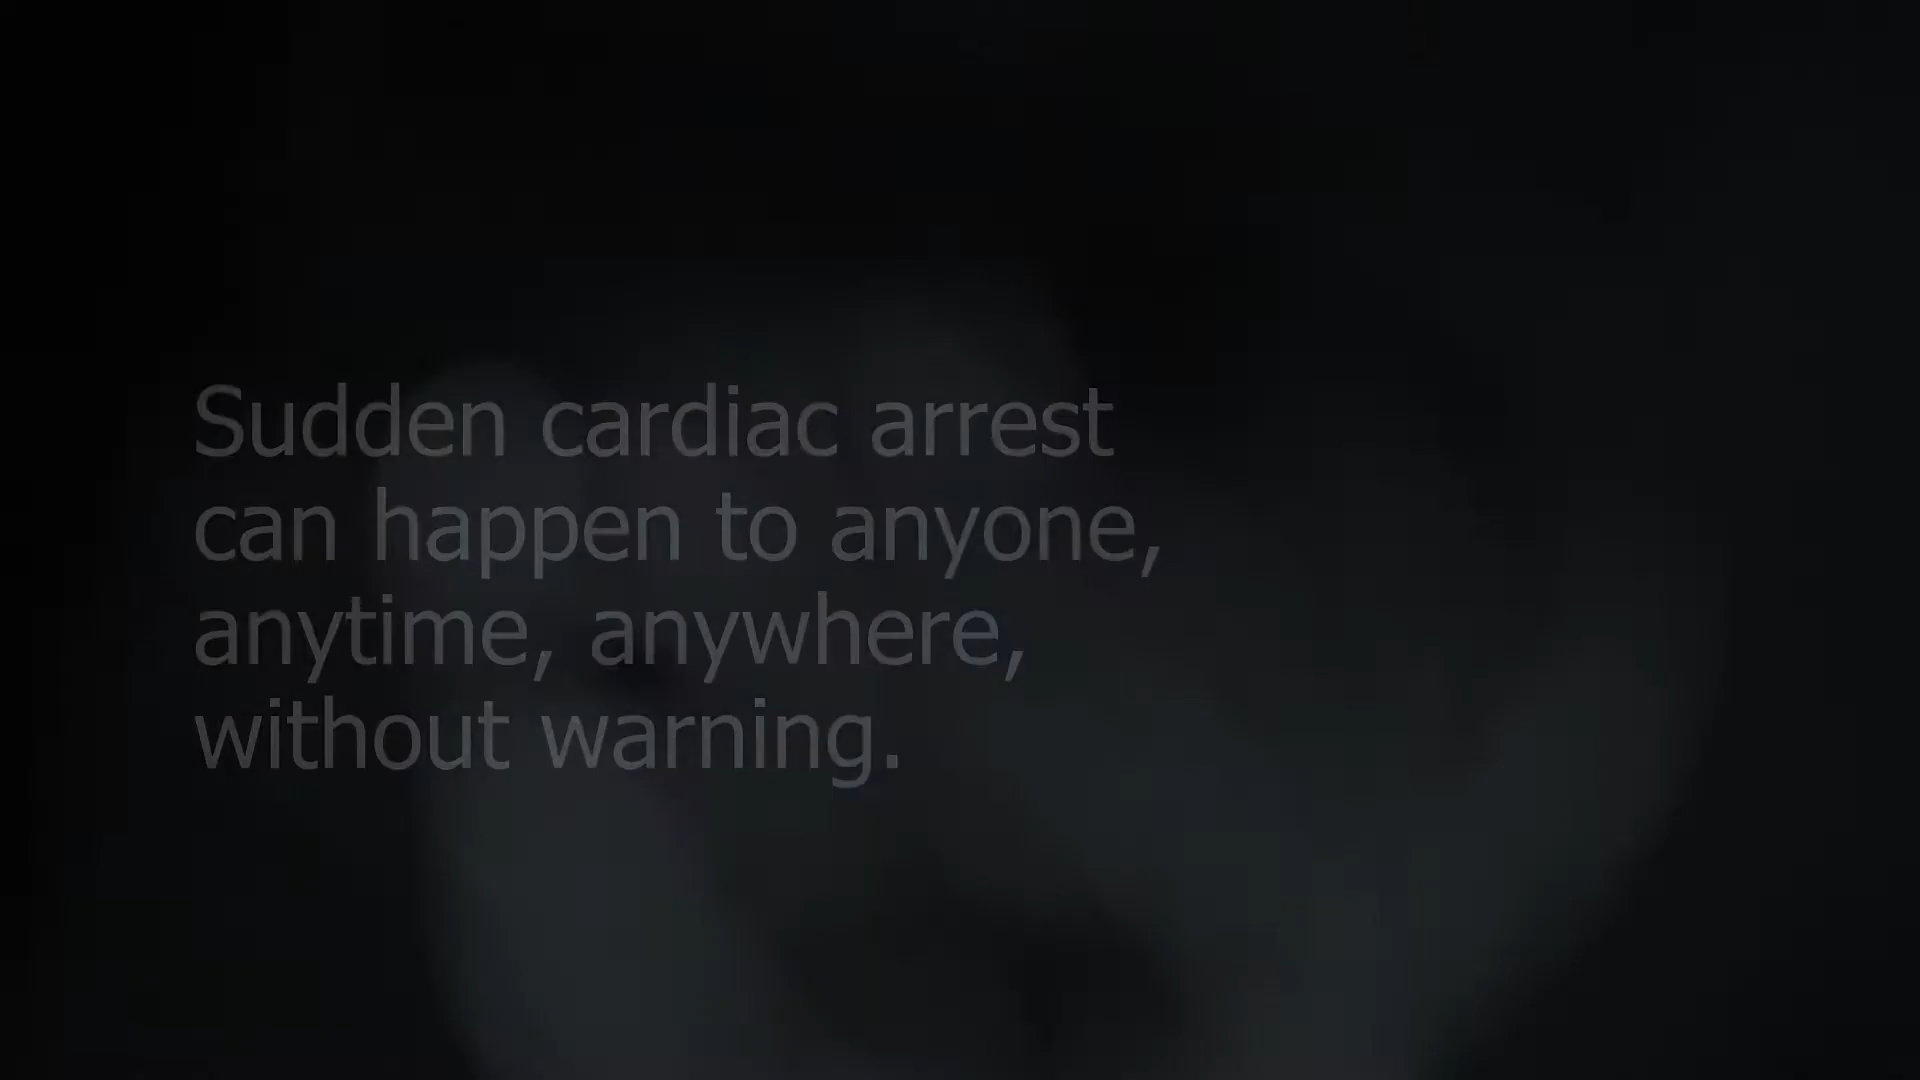 Sudden cardiac arrest
can happen to anyone,
anytime, anywhere,
without warning.